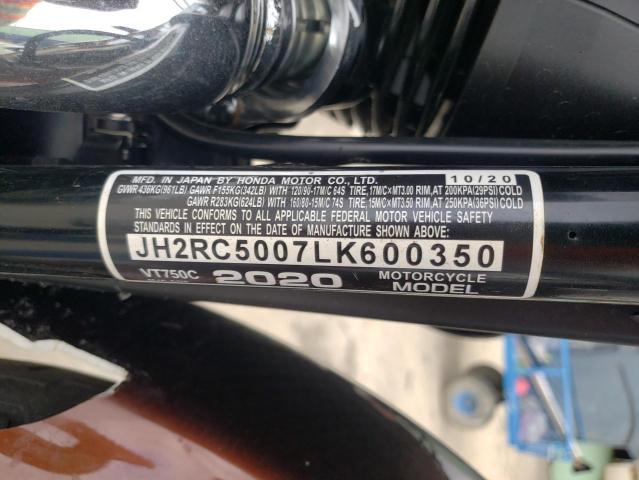 MFD. IN JAPAN BY HONDA MOTOR CO., LTD. 10/20
GVWR 436KG(961LB) GAWR F155KG(342LB) WITH 120/90-17M/C 64S TIRE,17M/C×MT3.00 RIM,AT 200KPA(29PSI)COLD
GAWR R283KG(624LB) WITH 160/80-15M/C 74S TIRE,15M/C×MT3.50 RIM,AT 250KPA(36PSI)COLD
THIS VEHICLE CONFORMS TO ALL APPLICABLE FEDERAL MOTOR VEHICLE SAFETY
STANDARDS IN EFFECT ON THE DATE OF MANUFACTURE SHOWN ABOVE:
JH2RC5007LK600350
VT750C 2020 MOTORCYCLE
MODEL